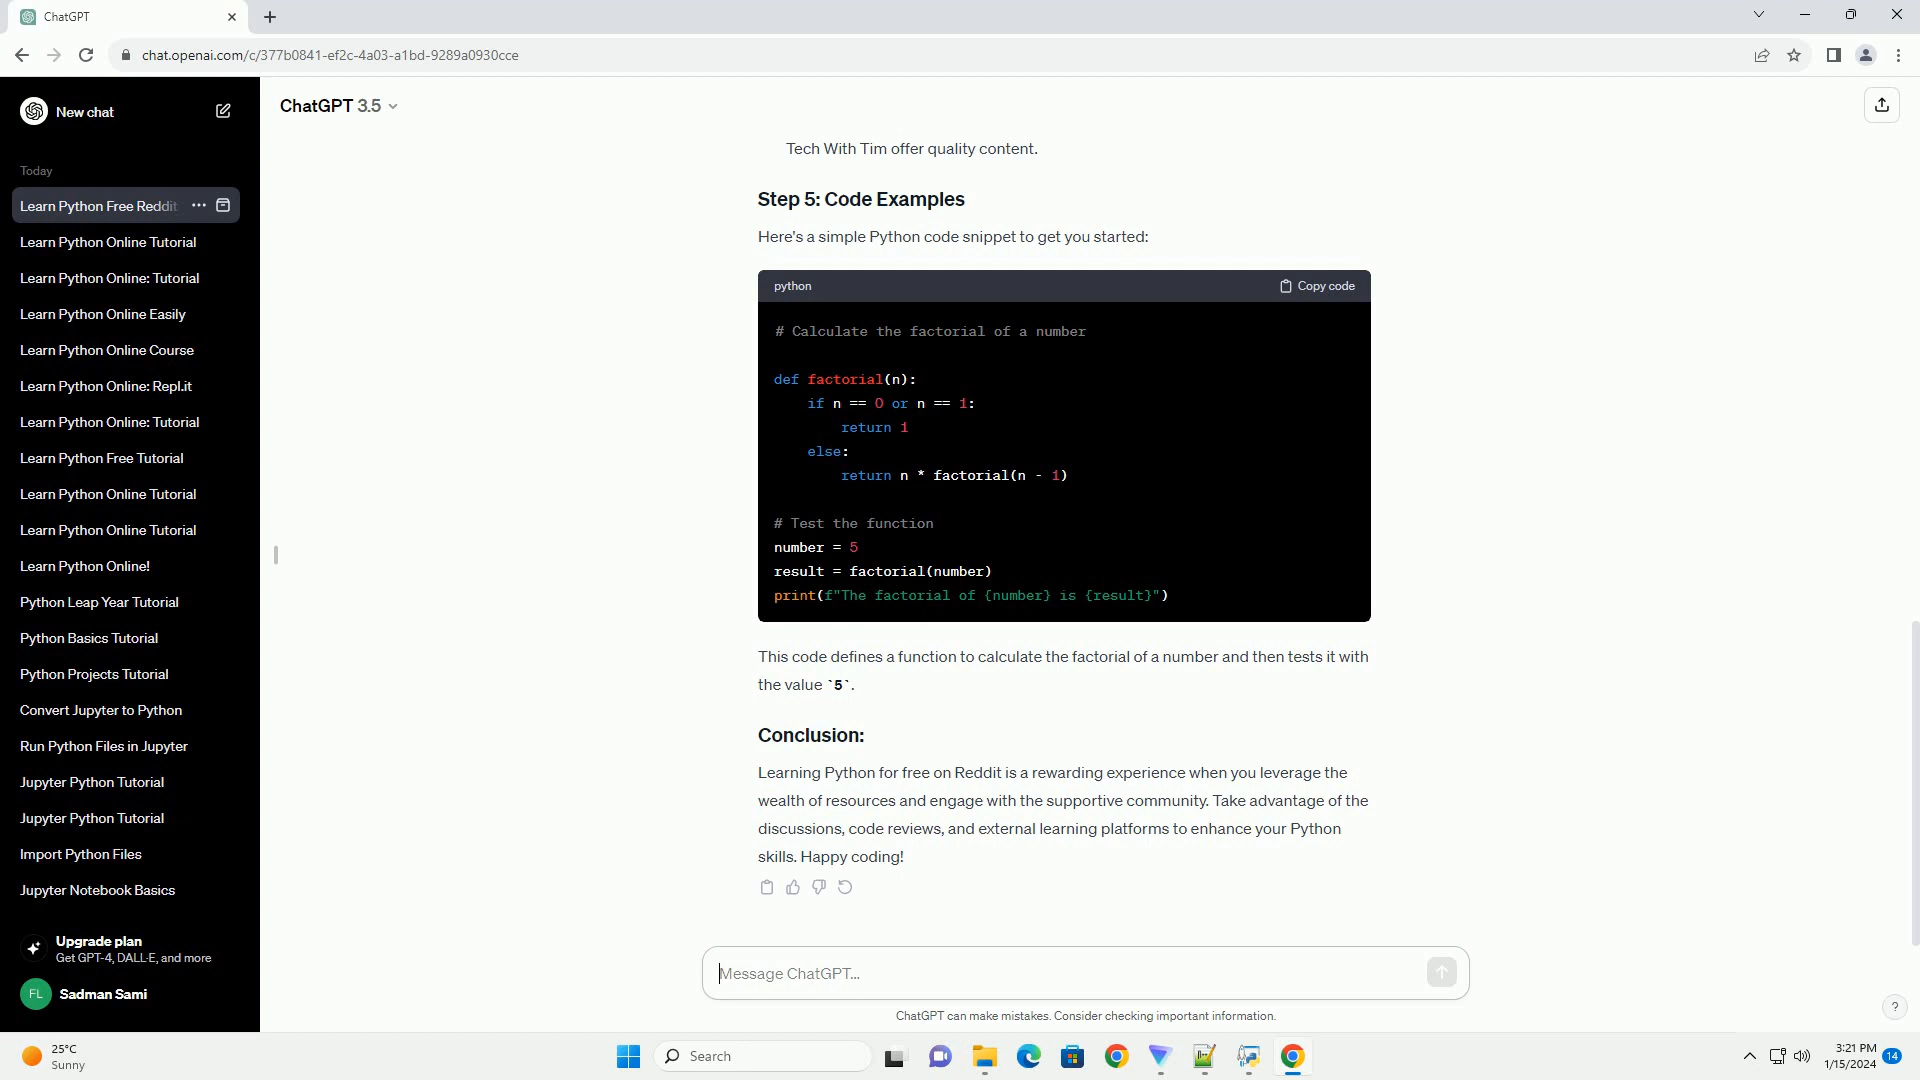 ChatGPT
chat.openai.com/c/377b0841-ef2c-4a03-a1bd-9289a0930cce
New chat
Today
Learn Python Free Reddit
Learn Python Online Tutorial
Learn Python Online: Tutorial
Learn Python Online Easily
Learn Python Online Course
Learn Python Online: Repl.it
Learn Python Online: Tutorial
Learn Python Free Tutorial
Learn Python Online Tutorial
Learn Python Online Tutorial
Learn Python Online!
Python Leap Year Tutorial
Python Basics Tutorial
Python Projects Tutorial
Convert Jupyter to Python
Run Python Files in Jupyter
Jupyter Python Tutorial
Jupyter Python Tutorial
Import Python Files
Jupyter Notebook Basics
Upgrade plan
Get GPT-4, DALL·E, and more
FL Sadman Sami
ChatGPT 3.5
Tech With Tim offer quality content.
Step 5: Code Examples
Here's a simple Python code snippet to get you started:
python Copy code
# Calculate the factorial of a number
def factorial(n):
if n == 0 or n == 1:
return 1
else:
return n * factorial(n - 1)
# Test the function
number = 5
result = factorial(number)
print(f"The factorial of {number} is {result}")
This code defines a function to calculate the factorial of a number and then tests it with
the value `5`.
Conclusion:
Learning Python for free on Reddit is a rewarding experience when you leverage the
wealth of resources and engage with the supportive community. Take advantage of the
discussions, code reviews, and external learning platforms to enhance your Python
skills. Happy coding!
Message ChatGPT...
ChatGPT can make mistakes. Consider checking important information.
?
25°C
Sunny
Search
3:21 PM
1/15/2024
14